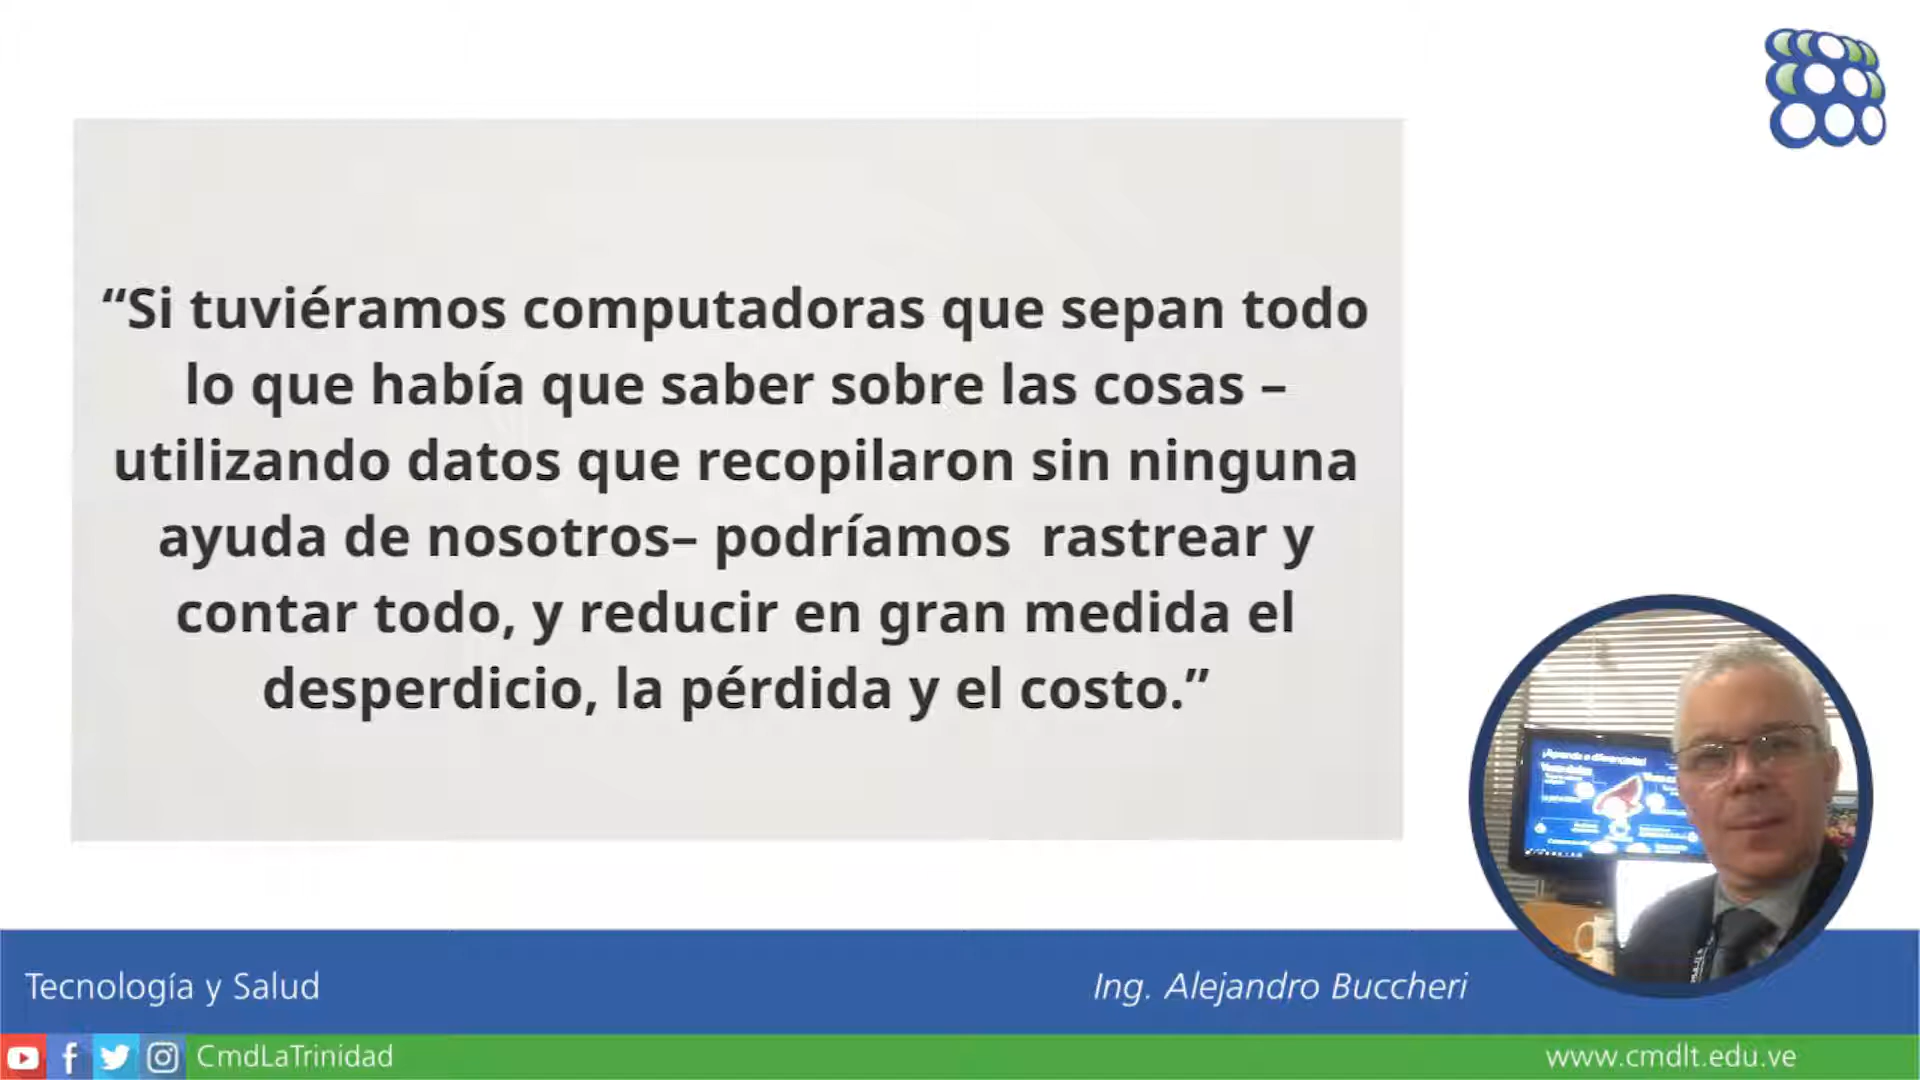 “Si tuviéramos computadoras que sepan todo
lo que había que saber sobre las cosas –
utilizando datos que recopilaron sin ninguna
ayuda de nosotros– podríamos  rastrear y
contar todo, y reducir en gran medida el
desperdicio, la pérdida y el costo.”
¡Aprenda a diferenciarlas!
Tecnología y Salud
Ing. Alejandro Buccheri
CmdLaTrinidad
www.cmdlt.edu.ve